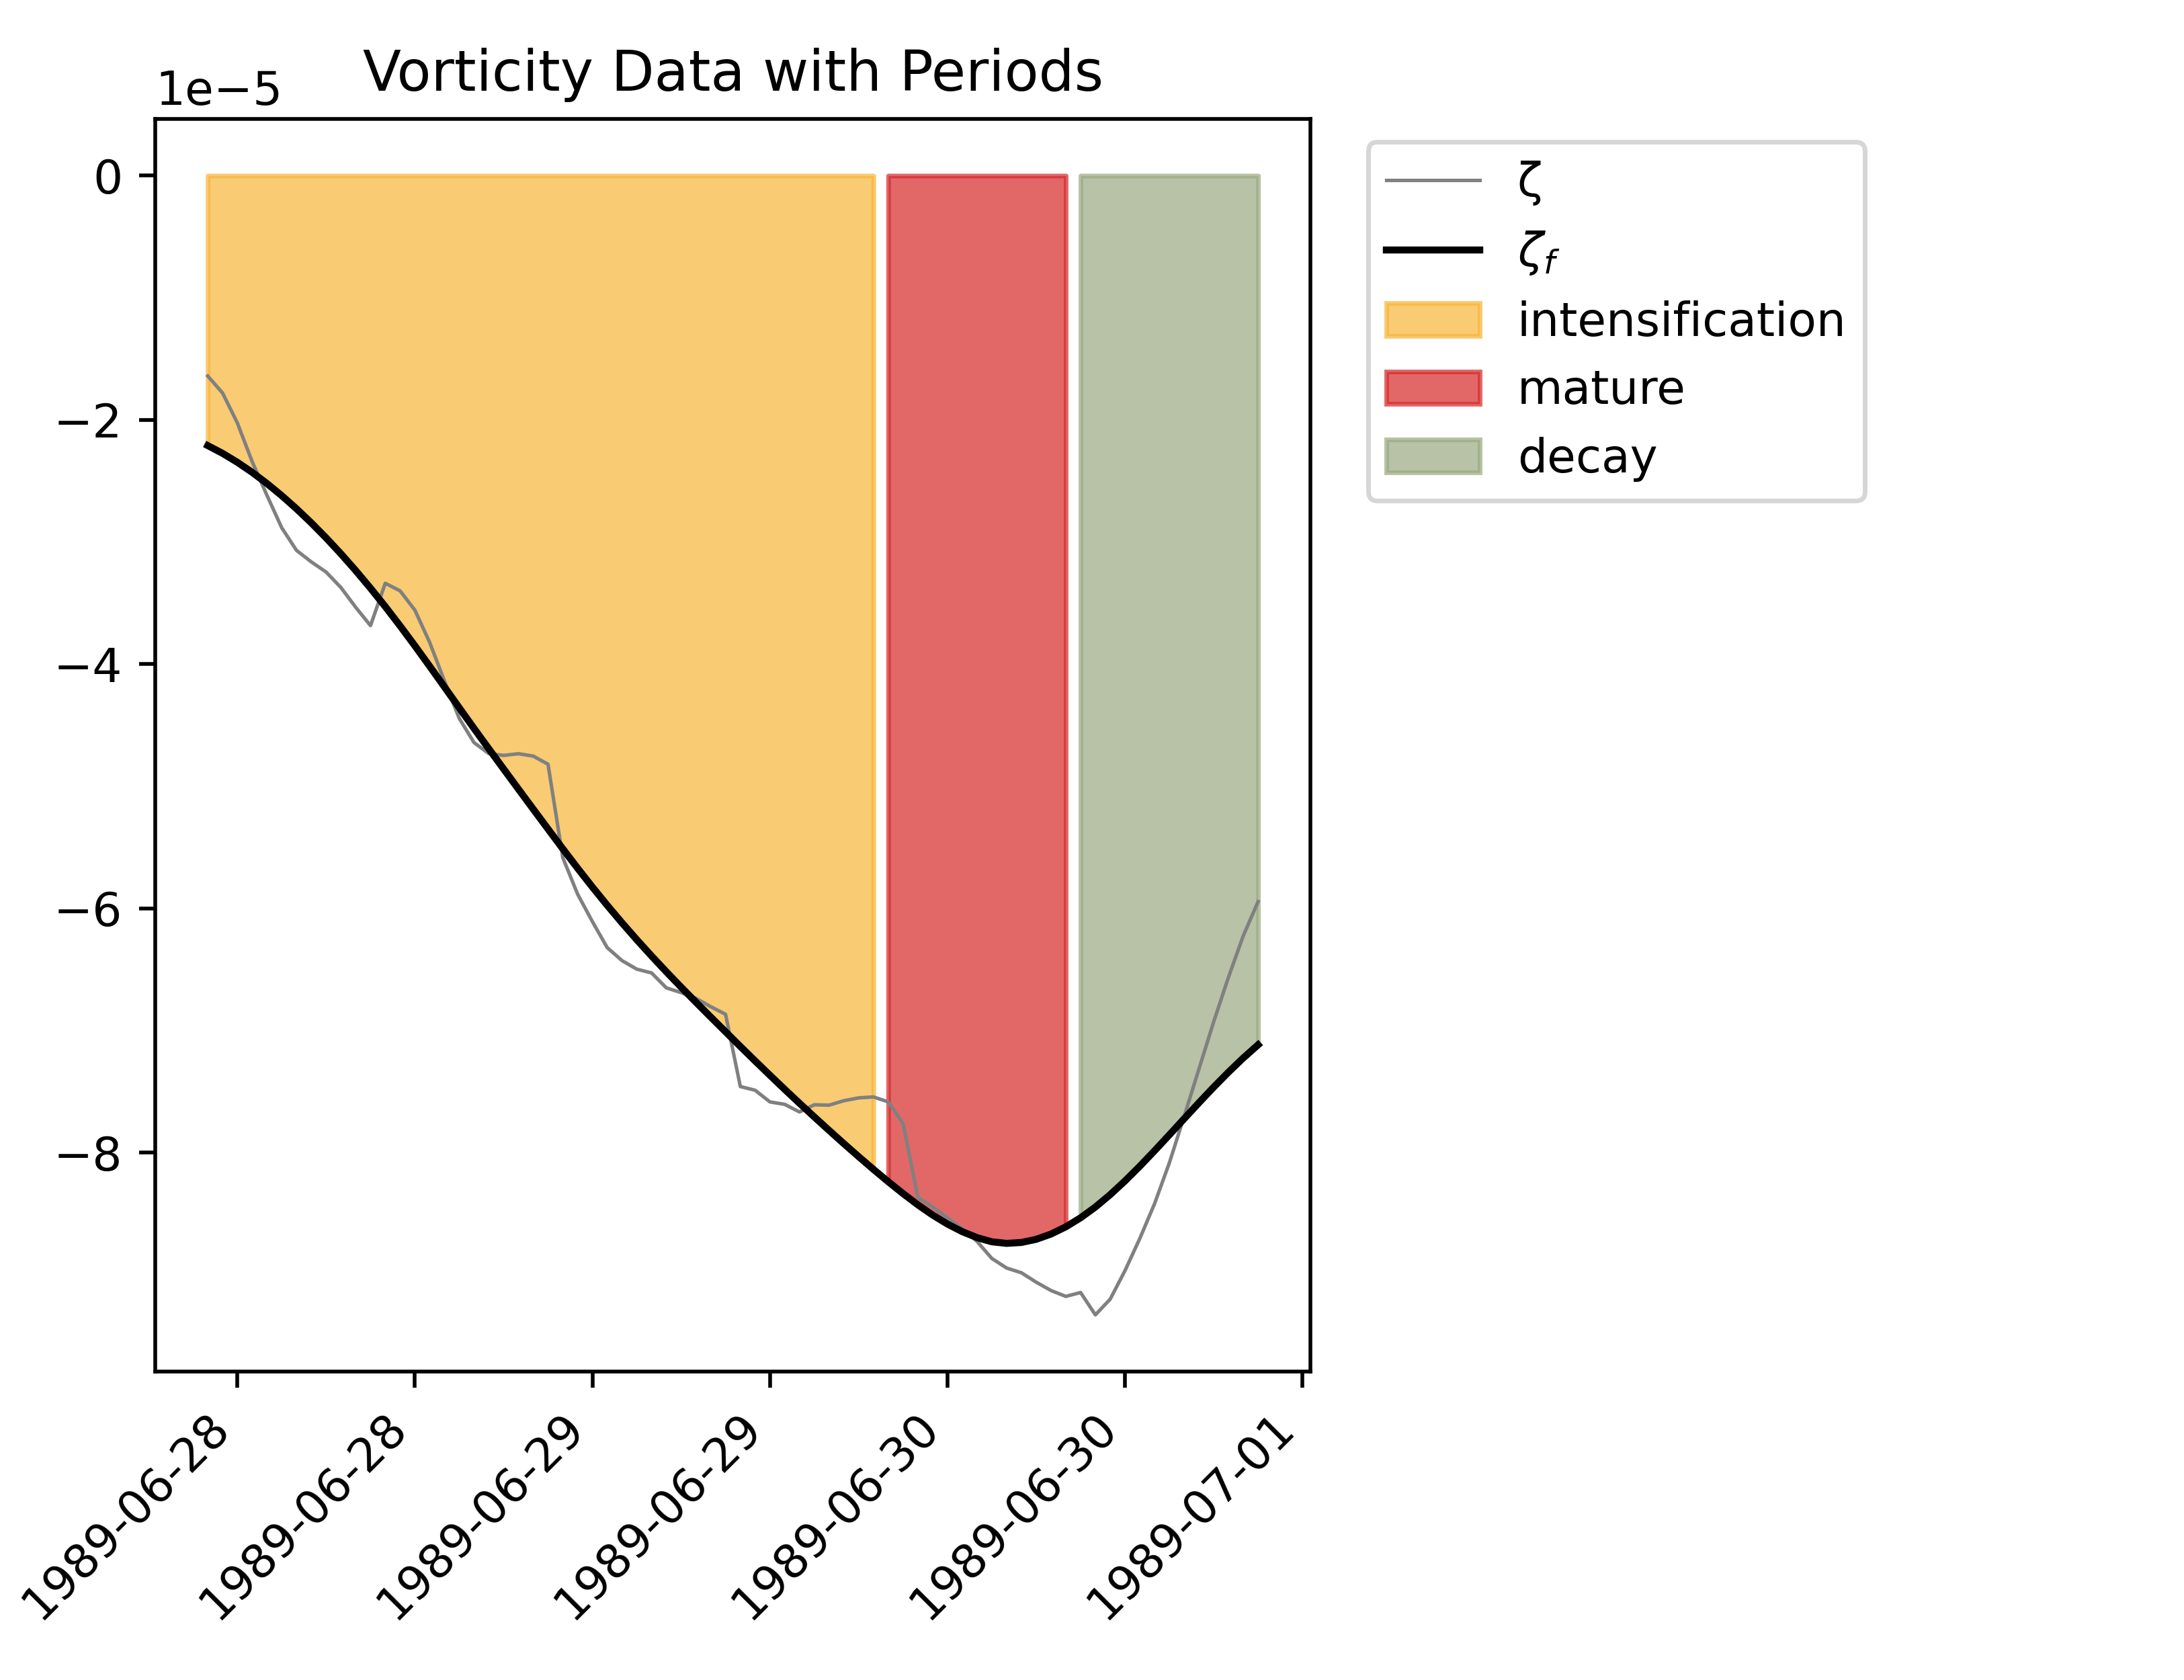 Vorticity Data with Periods
1e−5
0
−2
−4
−6
−8
1989-06-28
1989-06-28
1989-06-29
1989-06-29
1989-06-30
1989-06-30
1989-07-01
ζ
ζf
intensification
mature
decay